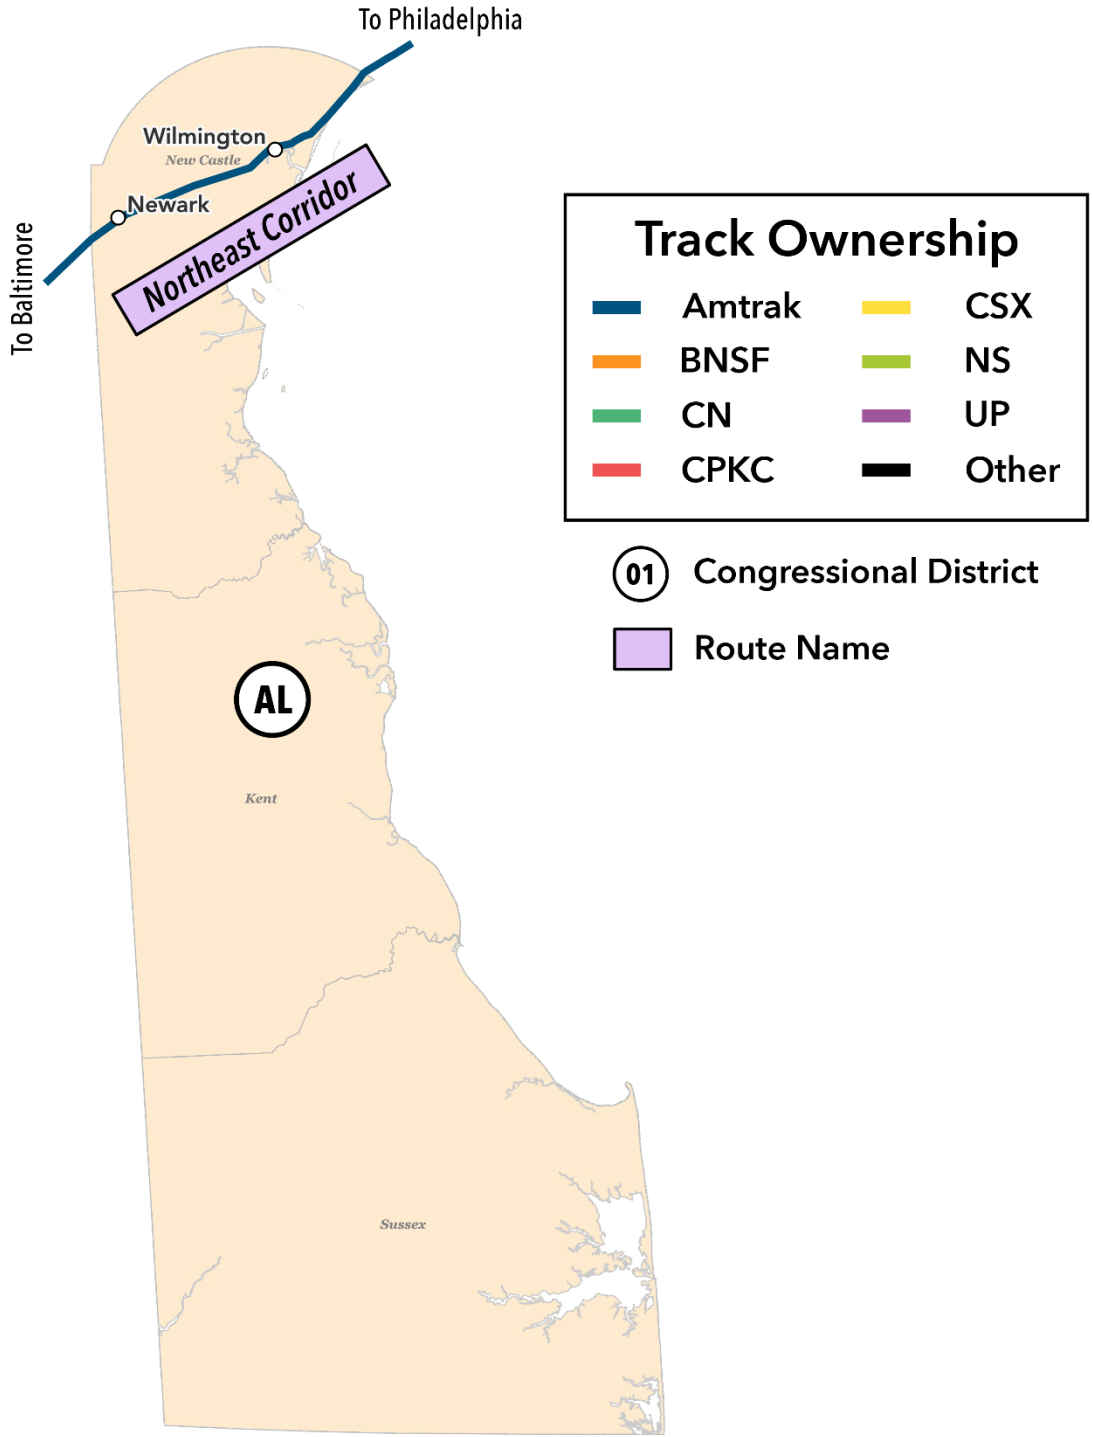 To Philadelphia
Wilmington
New Castle
Newark
Northeast Corridor
To Baltimore
Track Ownership
Amtrak
CSX
BNSF
NS
CN
UP
CPKC
Other
01
Congressional District
Route Name
AL
Kent
Sussex